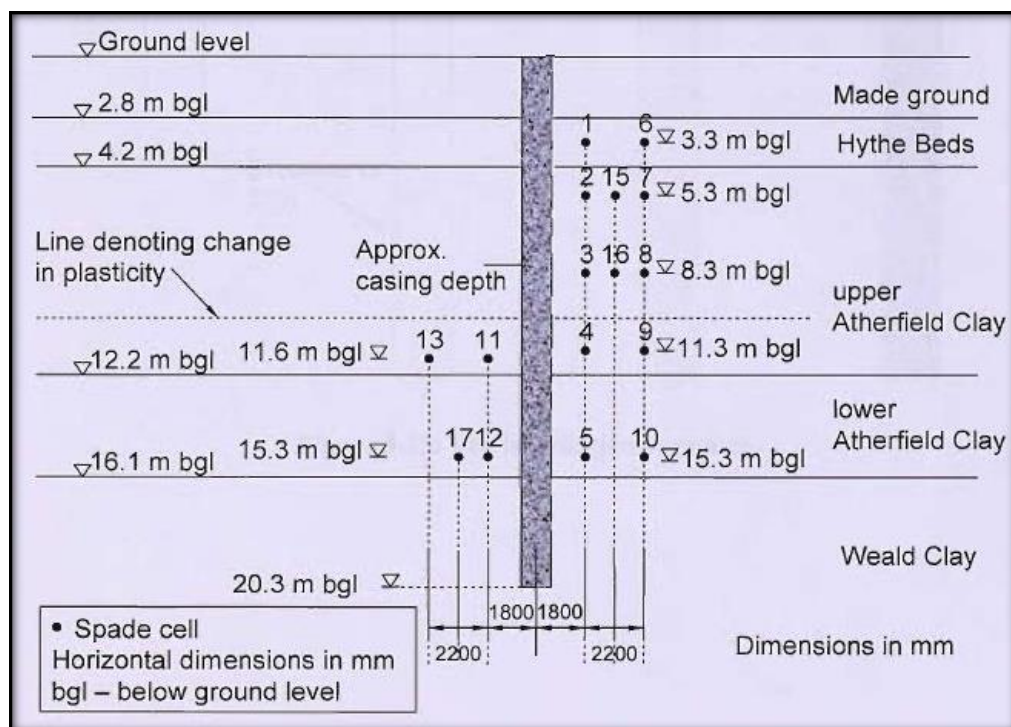 Ground level
2.8 m bgl
Made ground
1 6
3.3 m bgl
Hythe Beds
4.2 m bgl
2 15 7
5.3 m bgl
Line denoting change
in plasticity
Approx.
casing depth
3 16 8
8.3 m bgl
upper
Atherfield Clay
13 11
4 9
11.6 m bgl
11.3 m bgl
12.2 m bgl
lower
Atherfield Clay
17 12
5 10
15.3 m bgl
15.3 m bgl
16.1 m bgl
Weald Clay
20.3 m bgl
1800 1800
2200 2200
Dimensions in mm
• Spade cell
Horizontal dimensions in mm
bgl – below ground level